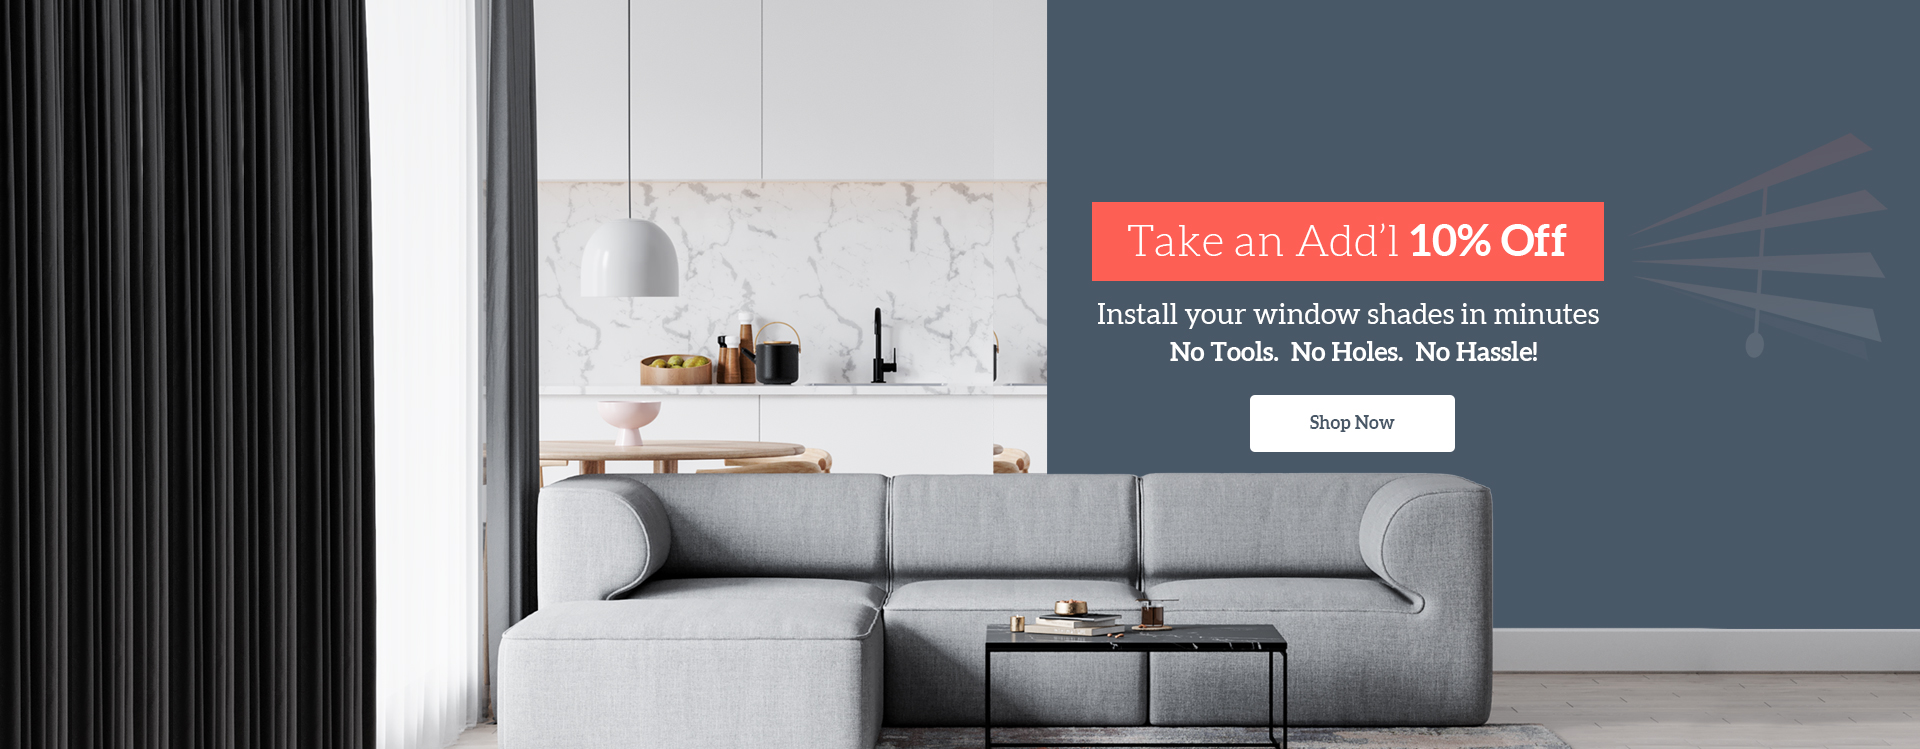 Take an Add’l 10% Off
Install your window shades in minutes
No Tools. No Holes. No Hassle!
Shop Now